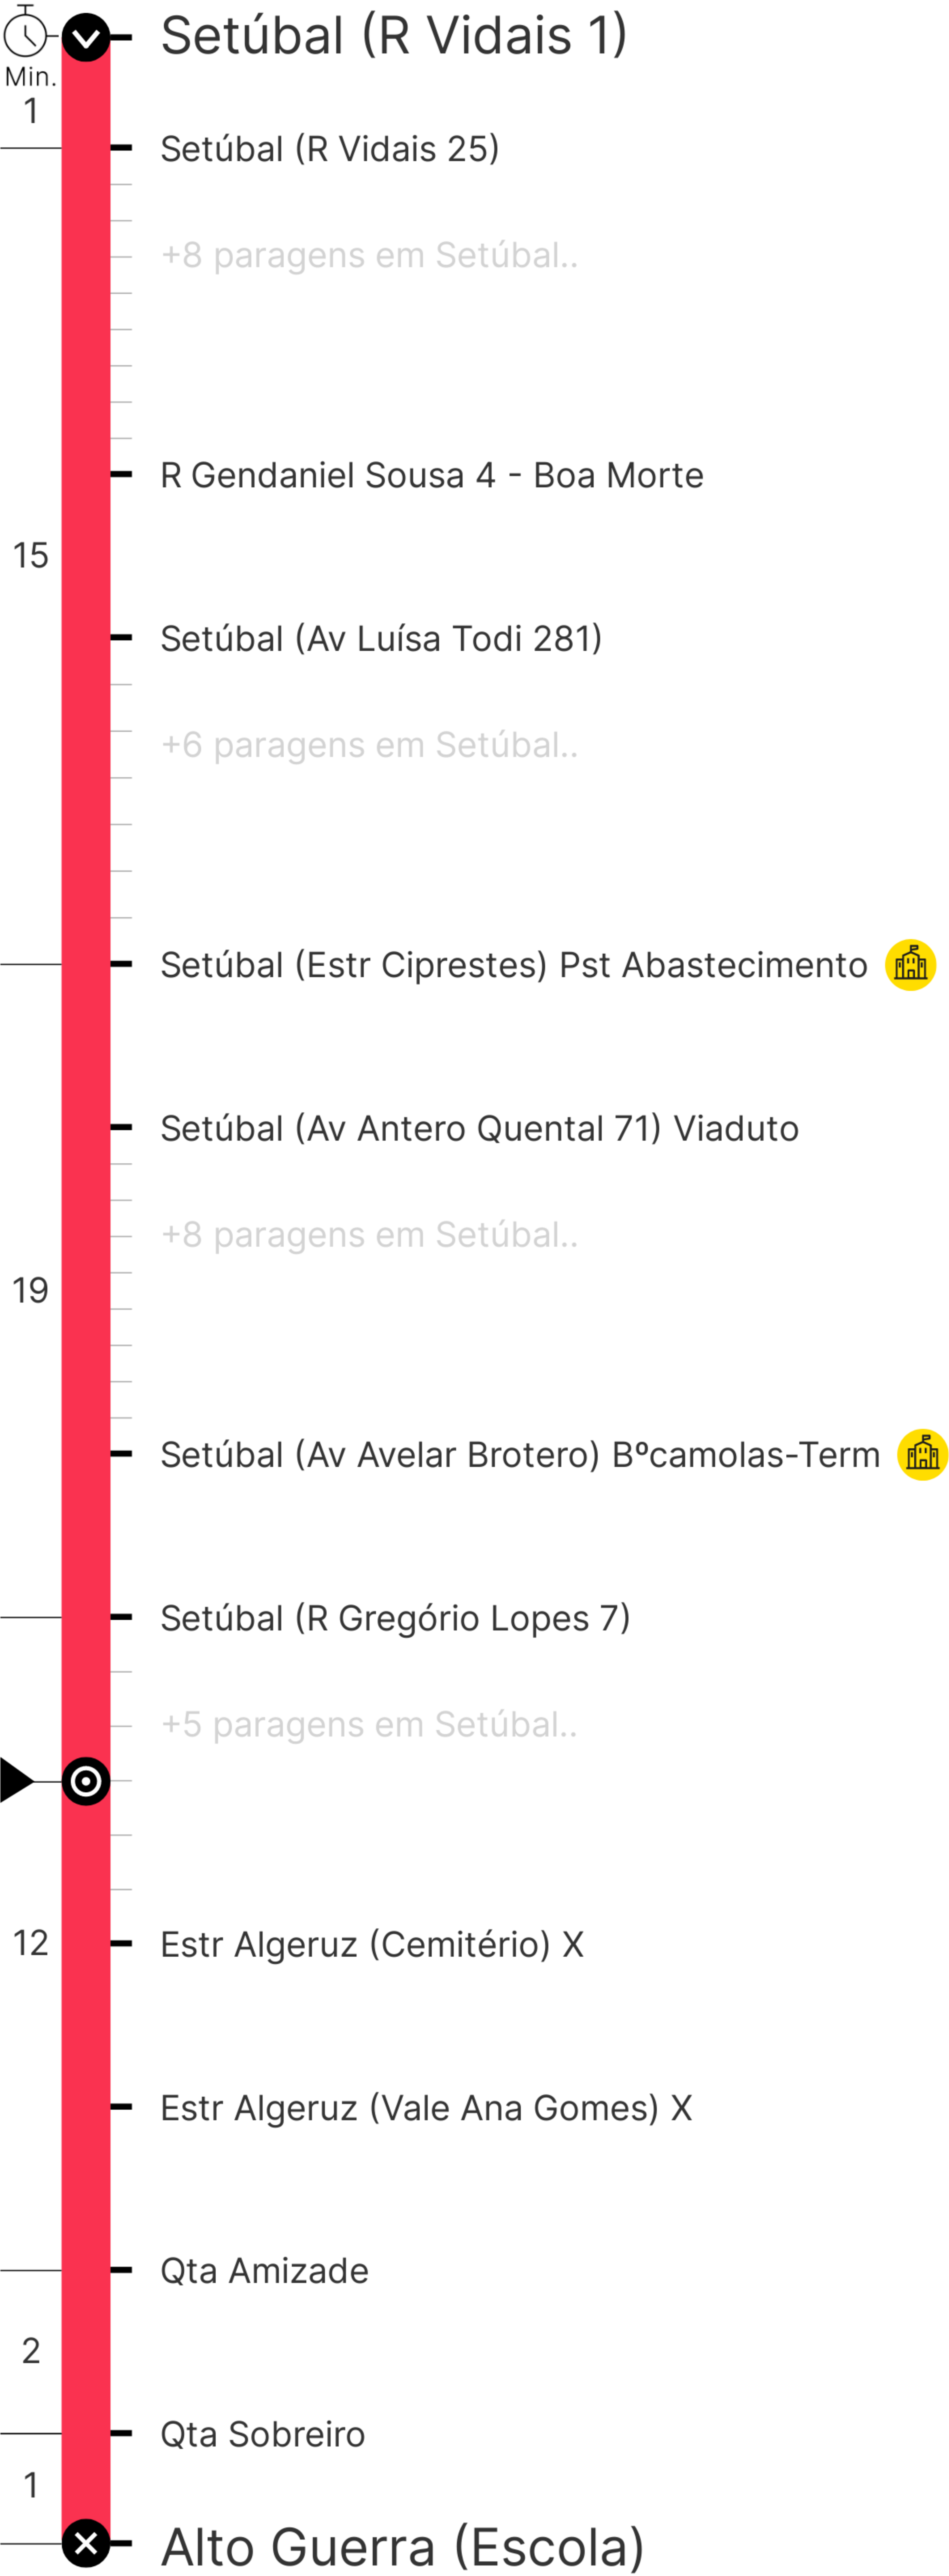 Setúbal (R Vidais 1)
Min.
1
Setúbal (R Vidais 25)
+8 paragens em Setúbal..
R Gendaniel Sousa 4 - Boa Morte
15
Setúbal (Av Luísa Todi 281)
+6 paragens em Setúbal..
Setúbal (Estr Ciprestes) Pst Abastecimento
Setúbal (Av Antero Quental 71) Viaduto
+8 paragens em Setúbal..
19
Setúbal (Av Avelar Brotero) Bºcamolas-Term
Setúbal (R Gregório Lopes 7)
+5 paragens em Setúbal..
12
Estr Algeruz (Cemitério) X
Estr Algeruz (Vale Ana Gomes) X
Qta Amizade
2
Qta Sobreiro
1
Alto Guerra (Escola)